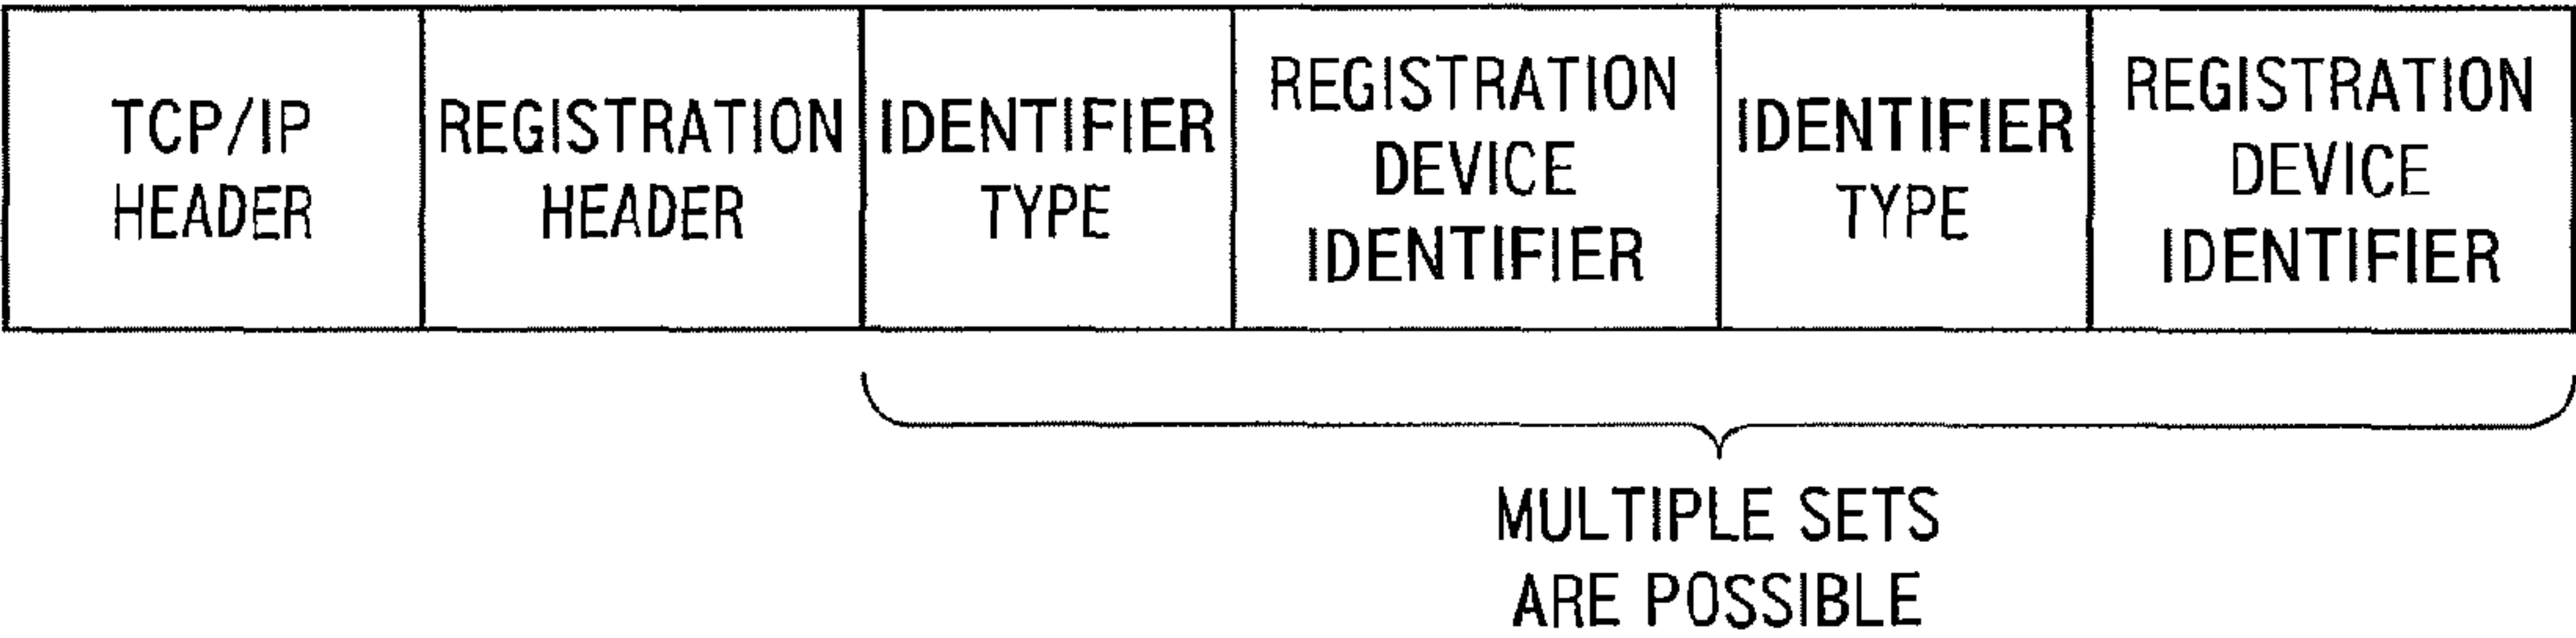 TCP/IP
HEADER
REGISTRATION
HEADER
IDENTIFIER
TYPE
REGISTRATION
DEVICE
IDENTIFIER
IDENTIFIER
TYPE
REGISTRATION
DEVICE
IDENTIFIER
MULTIPLE SETS
ARE POSSIBLE